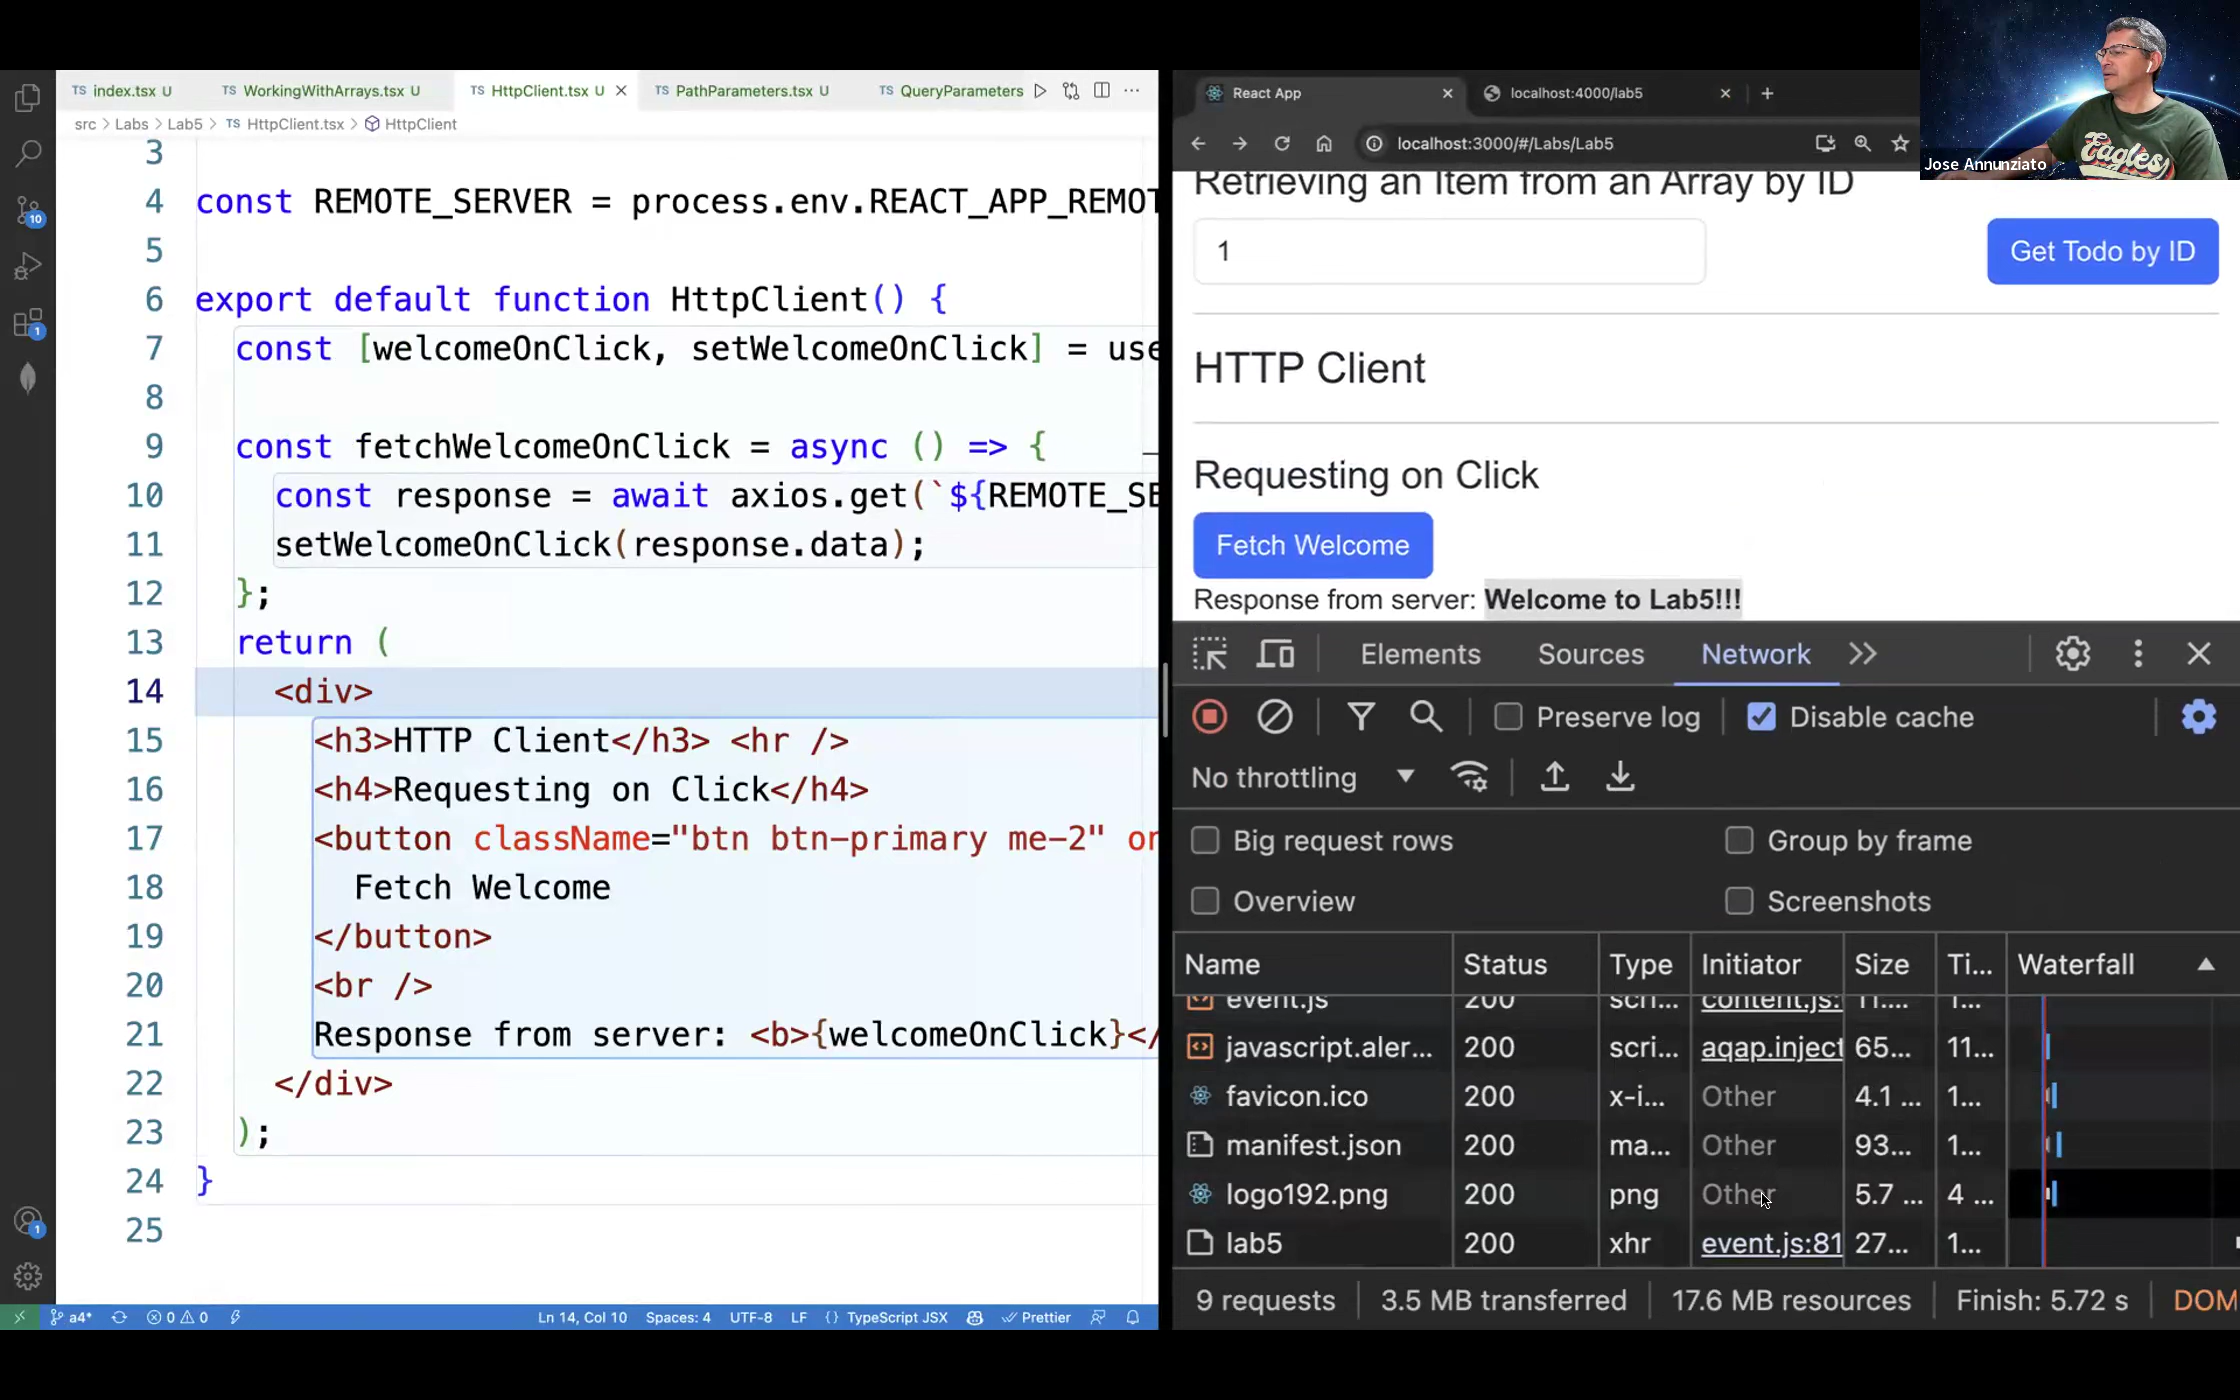 index.tsx U
WorkingWithArrays.tsx U
HttpClient.tsx U
PathParameters.tsx U
QueryParameters
src > Labs > Lab5 > HttpClient.tsx > HttpClient
3
4 const REMOTE_SERVER = process.env.REACT_APP_REMOT
5
6 export default function HttpClient() {
7 const [welcomeOnClick, setWelcomeOnClick] = use
8
9 const fetchWelcomeOnClick = async () => {
10 const response = await axios.get(`${REMOTE_SE
11 setWelcomeOnClick(response.data);
12 };
13 return (
14 <div>
15 <h3>HTTP Client</h3> <hr />
16 <h4>Requesting on Click</h4>
17 <button className="btn btn-primary me-2" on
18 Fetch Welcome
19 </button>
20 <br />
21 Response from server: <b>{welcomeOnClick}</
22 </div>
23 );
24 }
25
10
1
1
a4* 0 0 Ln 14, Col 10 Spaces: 4 UTF-8 LF {} TypeScript JSX Prettier
React App
localhost:4000/lab5
localhost:3000/#/Labs/Lab5
Retrieving an Item from an Array by ID
1
Get Todo by ID
HTTP Client
Requesting on Click
Fetch Welcome
Response from server: Welcome to Lab5!!!
Elements Sources Network
Preserve log Disable cache
No throttling
Big request rows Group by frame
Overview Screenshots
Name Status Type Initiator Size Ti... Waterfall
event.js 200 scri... content.js: 1...
javascript.aler... 200 scri... aqap.inject 65... 11...
favicon.ico 200 x-i... Other 4.1 ... 1...
manifest.json 200 ma... Other 93... 1...
logo192.png 200 png Other 5.7 ... 4 ...
lab5 200 xhr event.js:81 27... 1...
9 requests 3.5 MB transferred 17.6 MB resources Finish: 5.72 s DOM
Jose Annunziato
Eagles